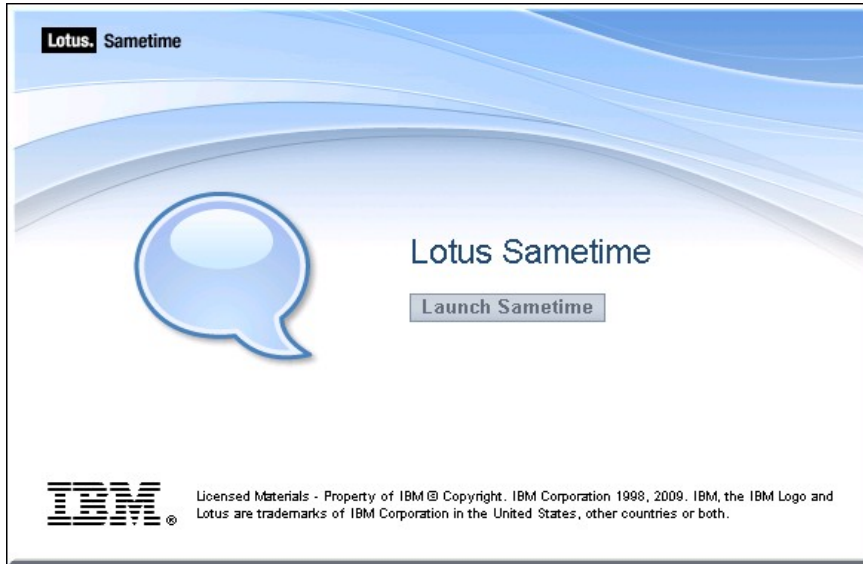 Lotus. Sametime
Lotus Sametime
Launch Sametime
IBM®
Licensed Materials - Property of IBM © Copyright. IBM Corporation 1998, 2009. IBM, the IBM Logo and
Lotus are trademarks of IBM Corporation in the United States, other countries or both.